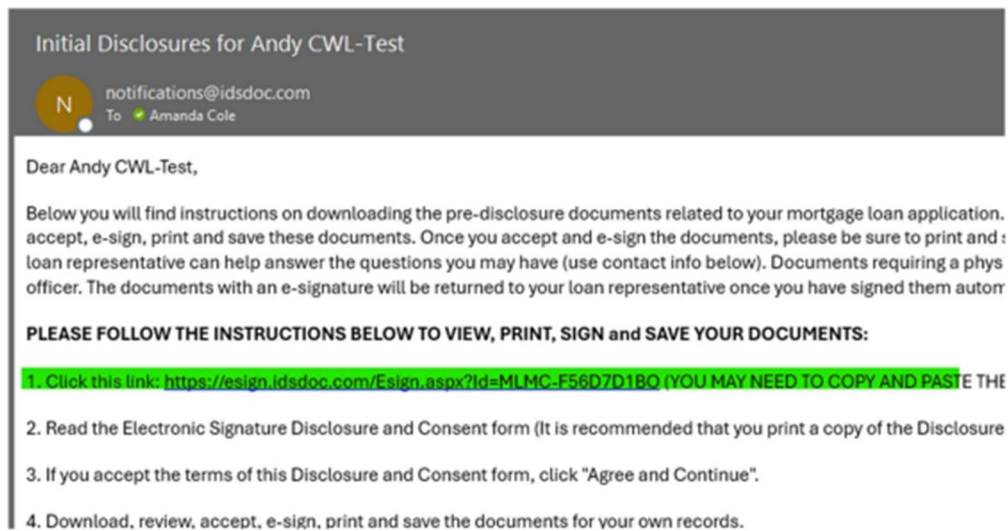 Initial Disclosures for Andy CWL-Test
N
notifications@idsdoc.com
To Amanda Cole
Dear Andy CWL-Test,
Below you will find instructions on downloading the pre-disclosure documents related to your mortgage loan application.
accept, e-sign, print and save these documents. Once you accept and e-sign the documents, please be sure to print and
loan representative can help answer the questions you may have (use contact info below). Documents requiring a phys
officer. The documents with an e-signature will be returned to your loan representative once you have signed them autom
PLEASE FOLLOW THE INSTRUCTIONS BELOW TO VIEW, PRINT, SIGN and SAVE YOUR DOCUMENTS:
1. Click this link: https://esign.idsdoc.com/Esign.aspx?Id=MLMC-F56D7D1BQ (YOU MAY NEED TO COPY AND PASTE THE
2. Read the Electronic Signature Disclosure and Consent form (It is recommended that you print a copy of the Disclosure
3. If you accept the terms of this Disclosure and Consent form, click "Agree and Continue".
4. Download, review, accept, e-sign, print and save the documents for your own records.